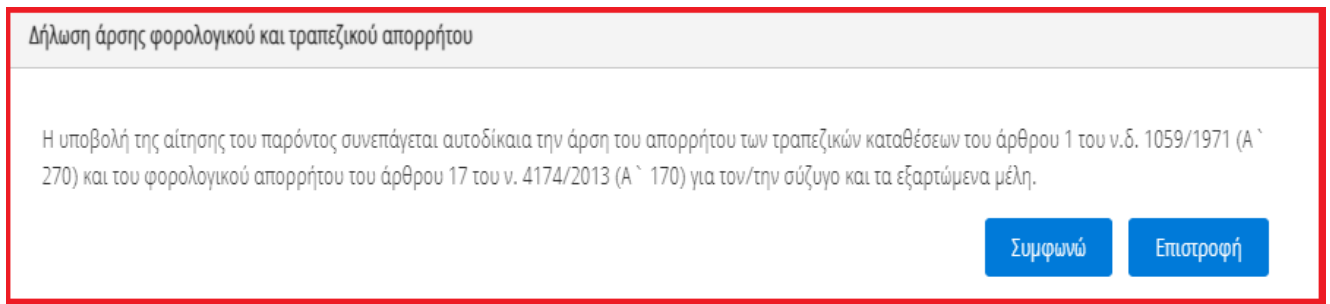 Δήλωση άρσης φορολογικού και τραπεζικού απορρήτου
Η υποβολή της αίτησης του παρόντος συνεπάγεται αυτοδίκαια την άρση του απορρήτου των τραπεζικών καταθέσεων του άρθρου 1 του ν.δ. 1059/1971 (Α`
270) και του φορολογικού απορρήτου του άρθρου 17 του ν. 4174/2013 (Α` 170) για τον/την σύζυγο και τα εξαρτώμενα μέλη.
Συμφωνώ Επιστροφή